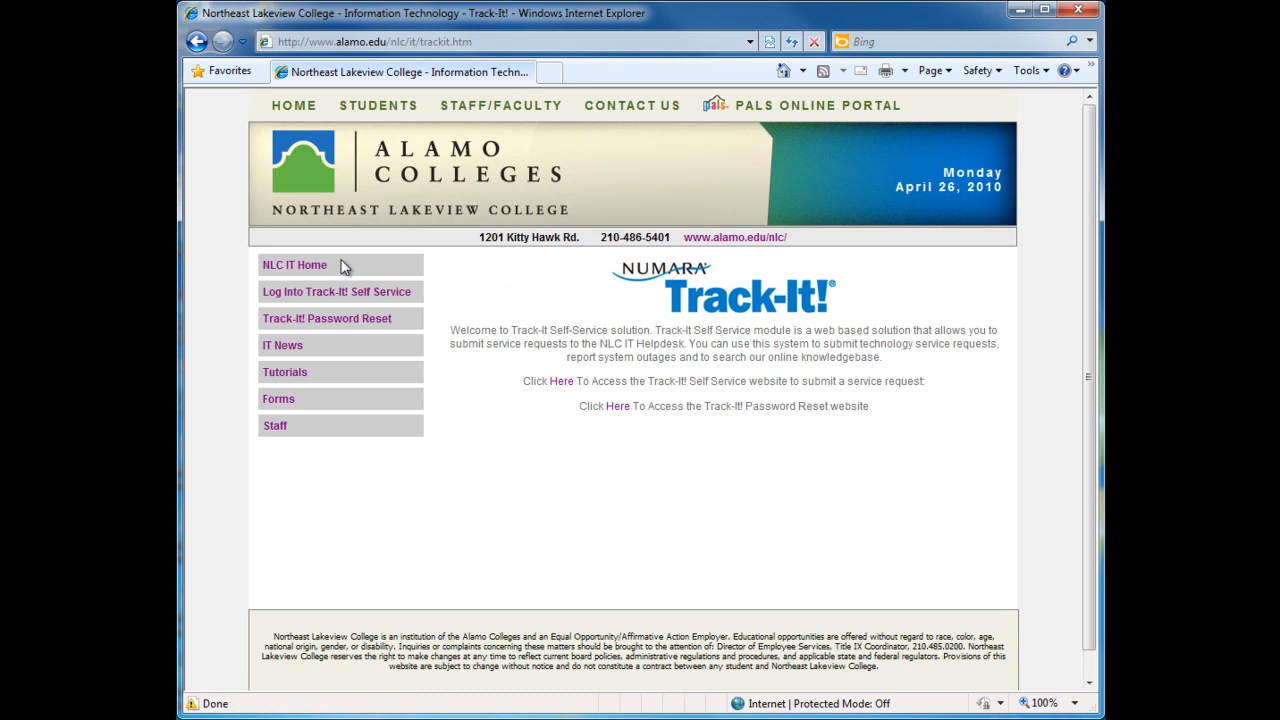 Northeast Lakeview College - Information Technology - Track-It! - Windows Internet Explorer
http://www.alamo.edu/nlc/it/trackit.htm
Bing
Favorites
Northeast Lakeview College - Information Techn...
Page
Safety
Tools
HOME STUDENTS STAFF/FACULTY CONTACT US pals PALS ONLINE PORTAL
ALAMO
COLLEGES
NORTHEAST LAKEVIEW COLLEGE
Monday
April 26, 2010
1201 Kitty Hawk Rd. 210-486-5401 www.alamo.edu/nlc/
NLC IT Home
Log Into Track-It! Self Service
Track-It! Password Reset
IT News
Tutorials
Forms
Staff
NUMARA
Track-It!®
Welcome to Track-It Self-Service solution. Track-It Self Service module is a web based solution that allows you to
submit service requests to the NLC IT Helpdesk. You can use this system to submit technology service requests,
report system outages and to search our online knowledgebase.
Click Here To Access the Track-It! Self Service website to submit a service request:
Click Here To Access the Track-It! Password Reset website
Northeast Lakeview College is an institution of the Alamo Colleges and an Equal Opportunity/Affirmative Action Employer. Educational opportunities are offered without regard to race, color, age,
national origin, gender, or disability. Inquiries or complaints concerning these matters should be brought to the attention of: Director of Employee Services, Title IX Coordinator, 210.485.0200. Northeast
Lakeview College reserves the right to make changes at any time to reflect current board policies, administrative regulations and procedures, and applicable state and federal regulators. Provisions of this
website are subject to change without notice and do not constitute a contract between any student and Northeast Lakeview College.
Done
Internet | Protected Mode: Off
100%